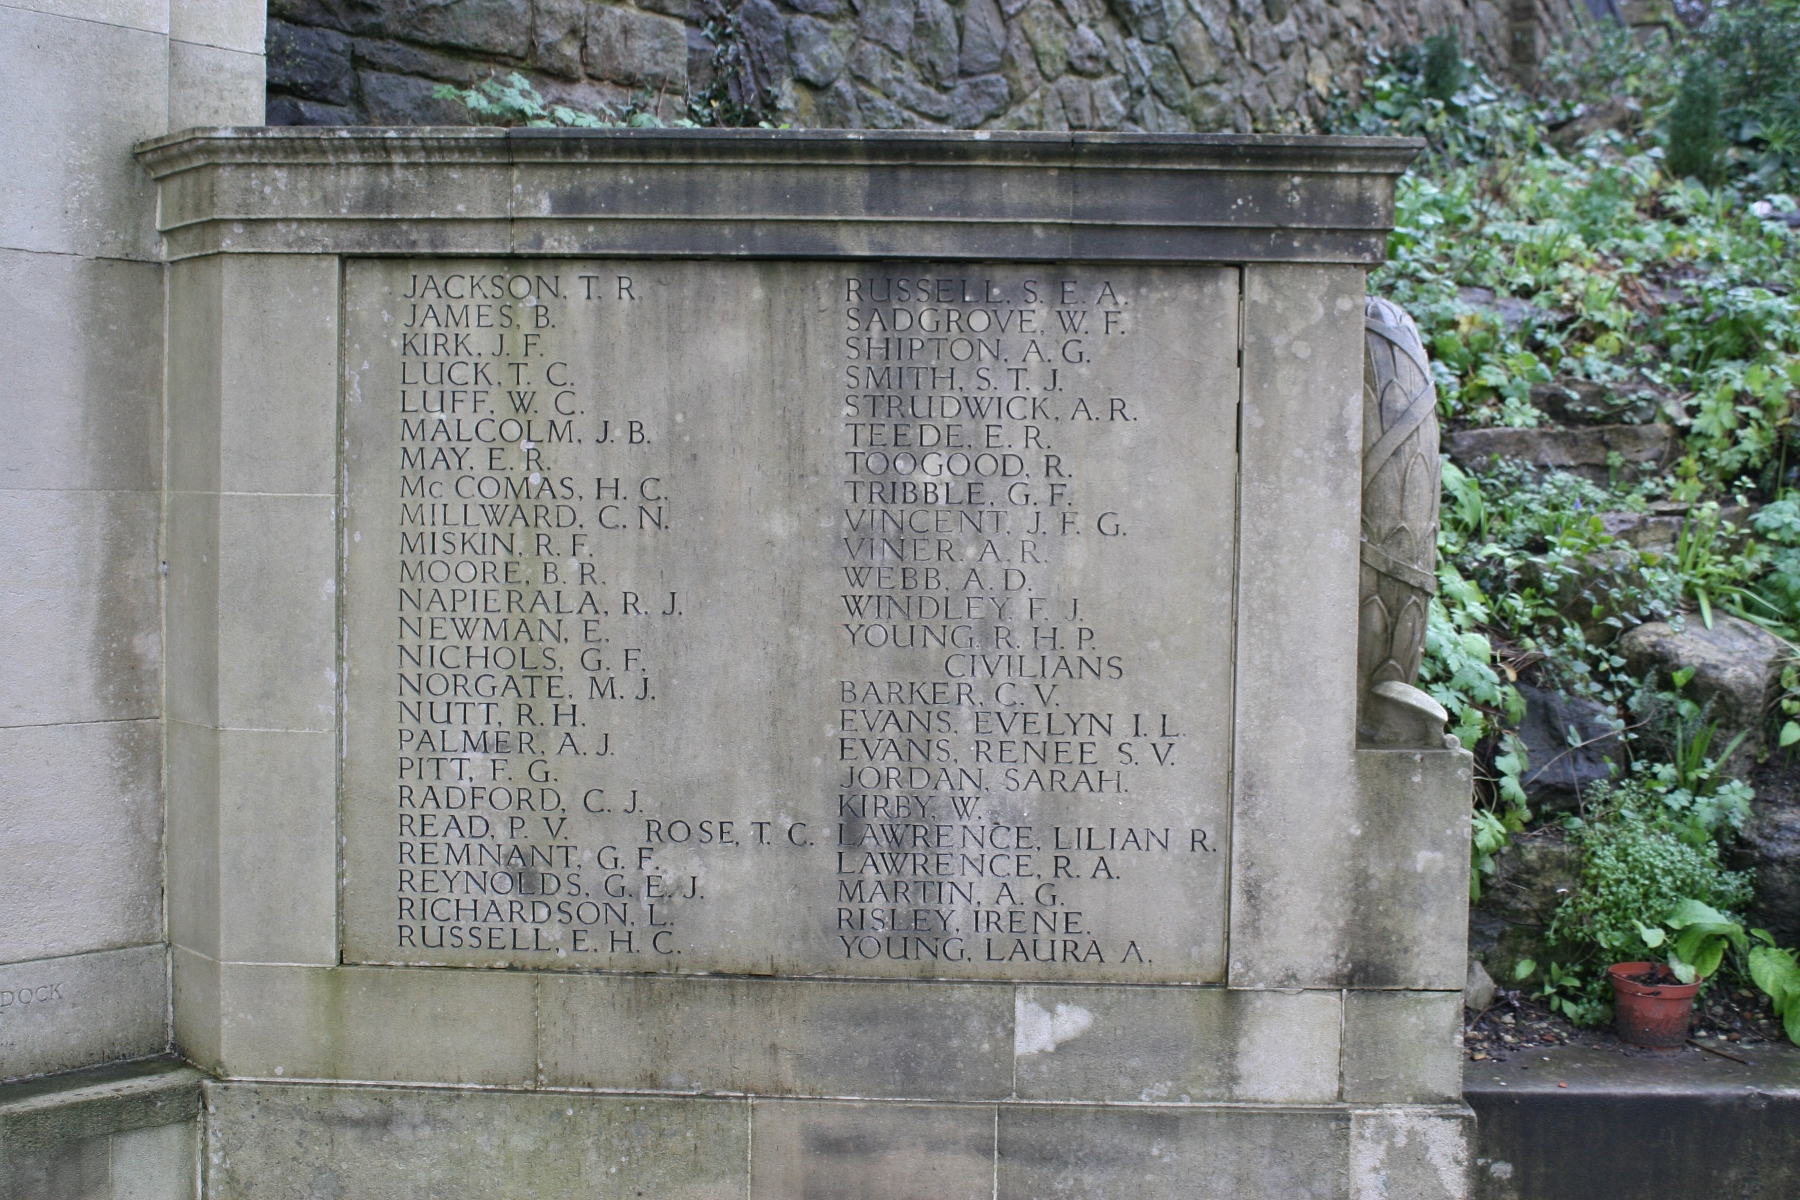 JACKSON, T. R.
JAMES, B.
KIRK, J. F.
LUCK, T. C.
LUFF, W. C.
MALCOLM, J. B.
MAY, E. R.
Mc COMAS, H. C.
MILLWARD, C. N.
MISKIN, R. F.
MOORE, B. R.
NAPIERALA, R. J.
NEWMAN, E.
NICHOLS, G. F.
NORGATE, M. J.
NUTT, R. H.
PALMER, A. J.
PITT, F. G.
RADFORD, C. J.
READ, P. V. ROSE, T. C.
REMNANT, G. F.
REYNOLDS, G. E. J.
RICHARDSON, L.
RUSSELL, E. H. C.
RUSSELL, S. E. A.
SADGROVE, W. F.
SHIPTON, A. G.
SMITH, S. T. J.
STRUDWICK, A. R.
TEEDE, E. R.
TOOGOOD, R.
TRIBBLE, G. F.
VINCENT, J. F. G.
VINER, A. R.
WEBB, A. D.
WINDLEY, F. J.
YOUNG, R. H. P.
CIVILIANS
BARKER, C. V.
EVANS, EVELYN I. L.
EVANS, RENEE S. V.
JORDAN, SARAH.
KIRBY, W.
LAWRENCE, LILIAN R.
LAWRENCE, R. A.
MARTIN, A. G.
RISLEY, IRENE.
YOUNG, LAURA A.
DOCK